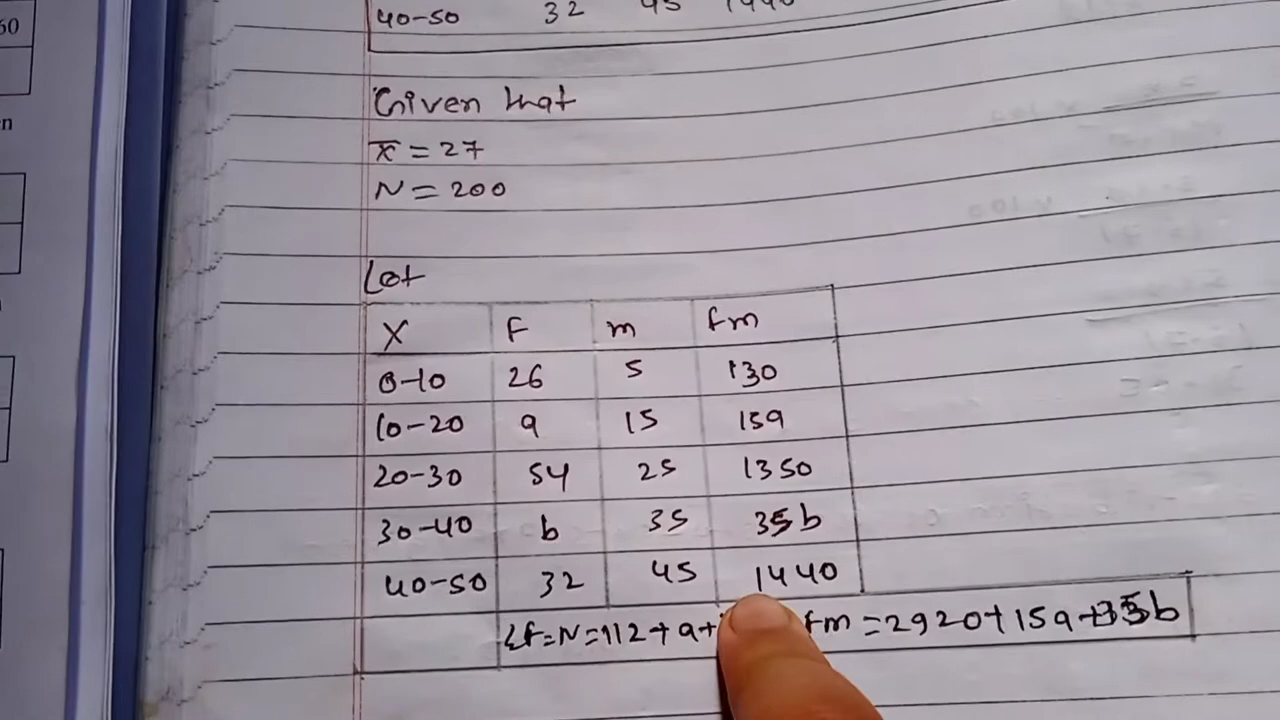 60
n
40-50 32 45 1440
Given that
x̄ = 27
N = 200
Let
X F m fm
0-10 26 5 130
10-20 a 15 15a
20-30 54 25 1350
30-40 b 35 35b
40-50 32 45 1440
Σf=N=112+a+ fm =2920+15a+35b